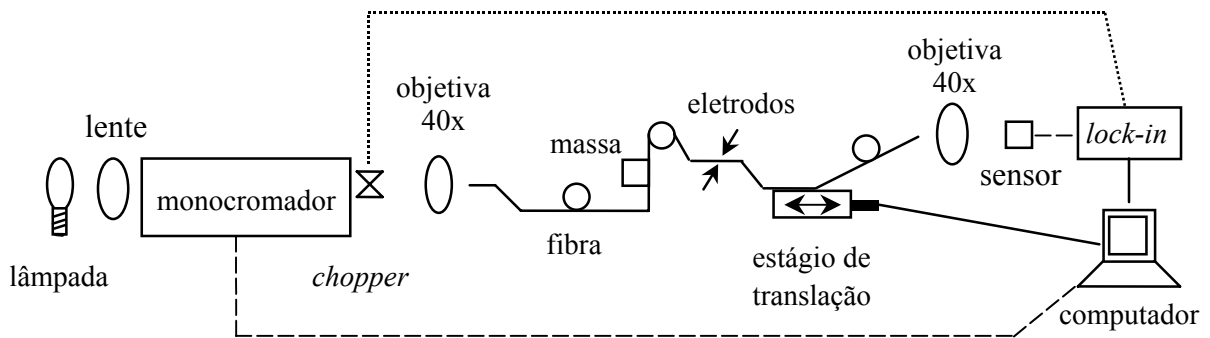 lâmpada
lente
monocromador
chopper
objetiva
40x
fibra
massa
eletrodos
estágio de
translação
objetiva
40x
sensor
lock-in
computador